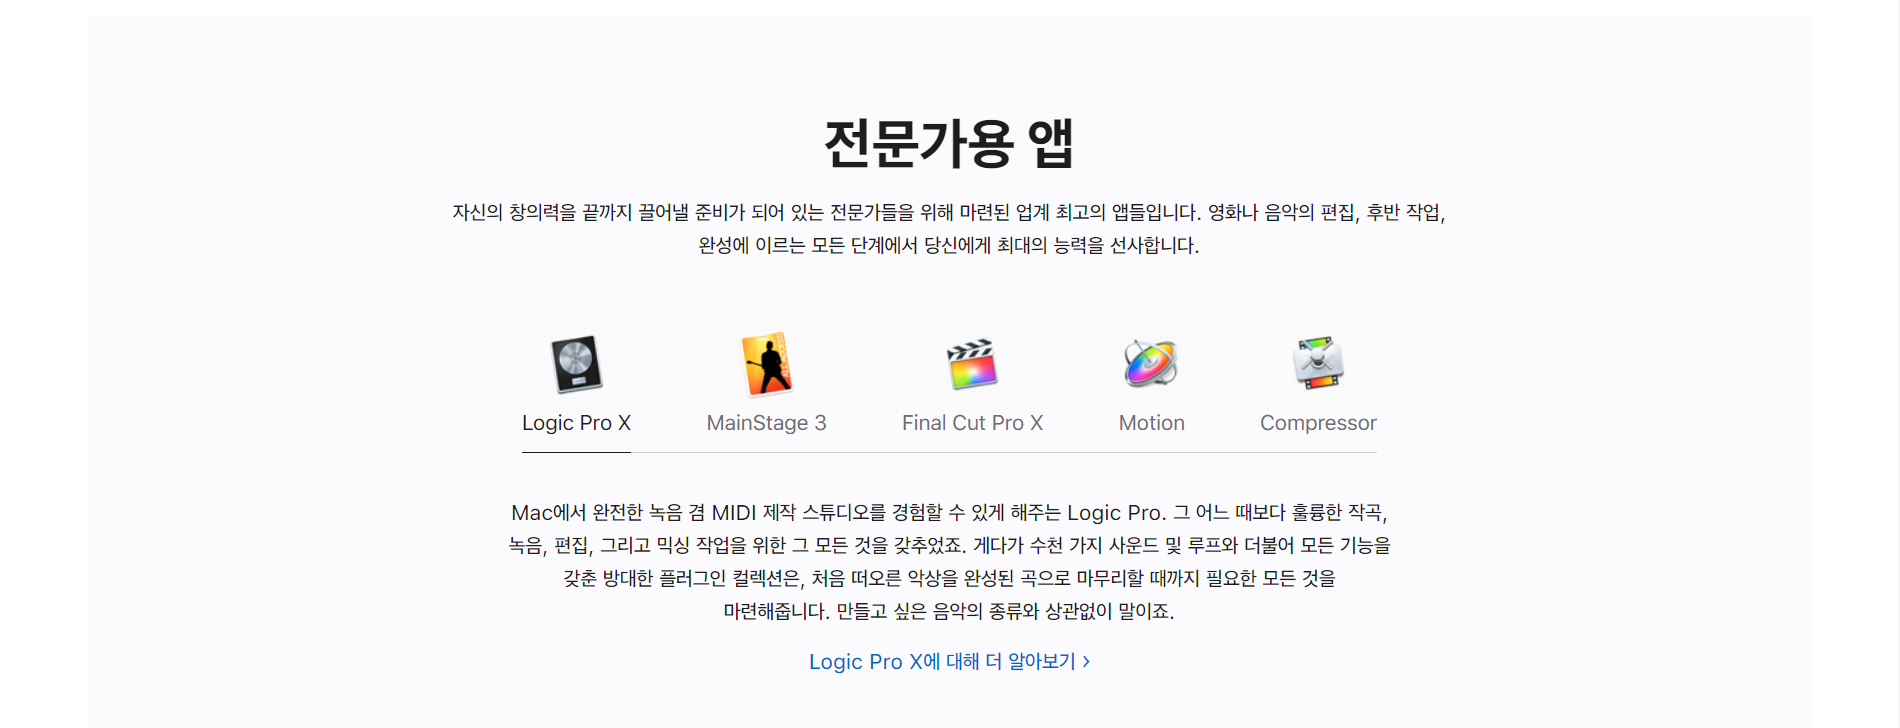 전문가용 앱
자신의 창의력을 끝까지 끌어낼 준비가 되어 있는 전문가들을 위해 마련된 업계 최고의 앱들입니다. 영화나 음악의 편집, 후반 작업,
완성에 이르는 모든 단계에서 당신에게 최대의 능력을 선사합니다.
Logic Pro X
MainStage 3
Final Cut Pro X
Motion
Compressor
Mac에서 완전한 녹음 겸 MIDI 제작 스튜디오를 경험할 수 있게 해주는 Logic Pro. 그 어느 때보다 훌륭한 작곡,
녹음, 편집, 그리고 믹싱 작업을 위한 그 모든 것을 갖추었죠. 게다가 수천 가지 사운드 및 루프와 더불어 모든 기능을
갖춘 방대한 플러그인 컬렉션은, 처음 떠오른 악상을 완성된 곡으로 마무리할 때까지 필요한 모든 것을
마련해줍니다. 만들고 싶은 음악의 종류와 상관없이 말이죠.
Logic Pro X에 대해 더 알아보기 >